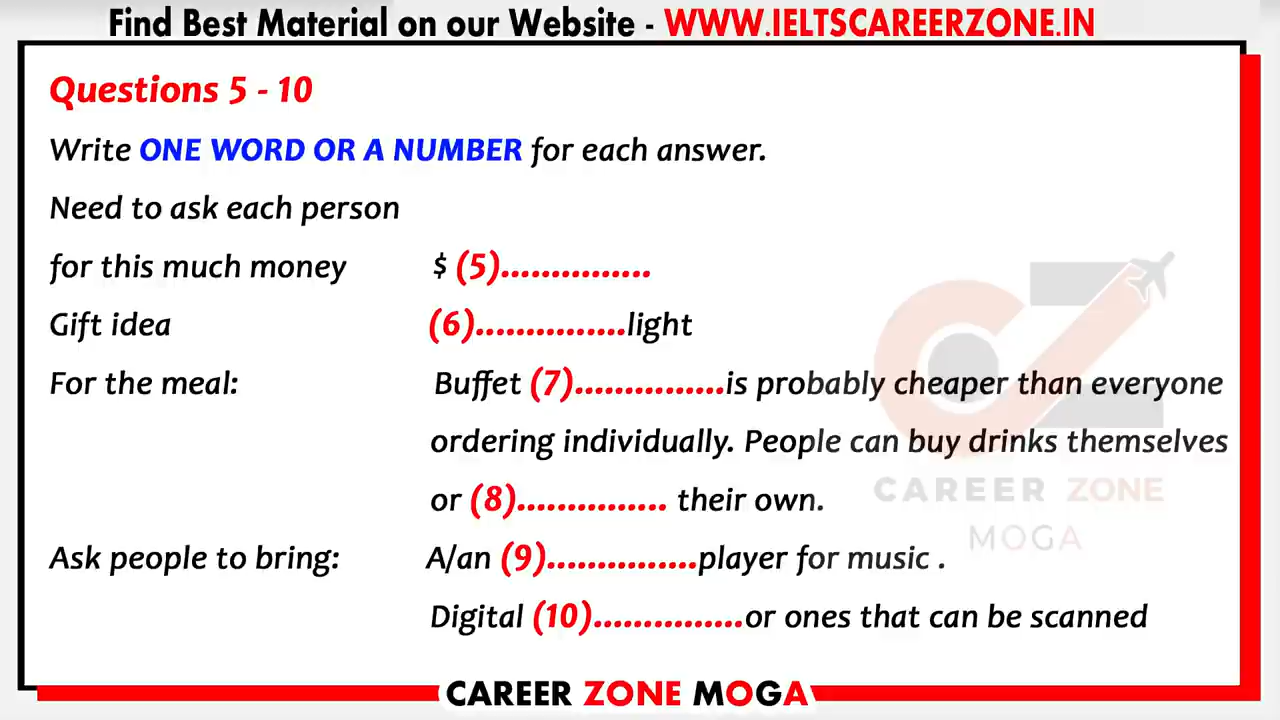 Find Best Material on our Website - WWW.IELTSCAREERZONE.IN
Questions 5 - 10
Write ONE WORD OR A NUMBER for each answer.
Need to ask each person
for this much money $ (5)...............
Gift idea (6)...............light
For the meal: Buffet (7)...............is probably cheaper than everyone
ordering individually. People can buy drinks themselves
or (8)............... their own.
Ask people to bring: A/an (9)...............player for music .
Digital (10)...............or ones that can be scanned
CAREER ZONE
MOGA
CAREER ZONE MOGA